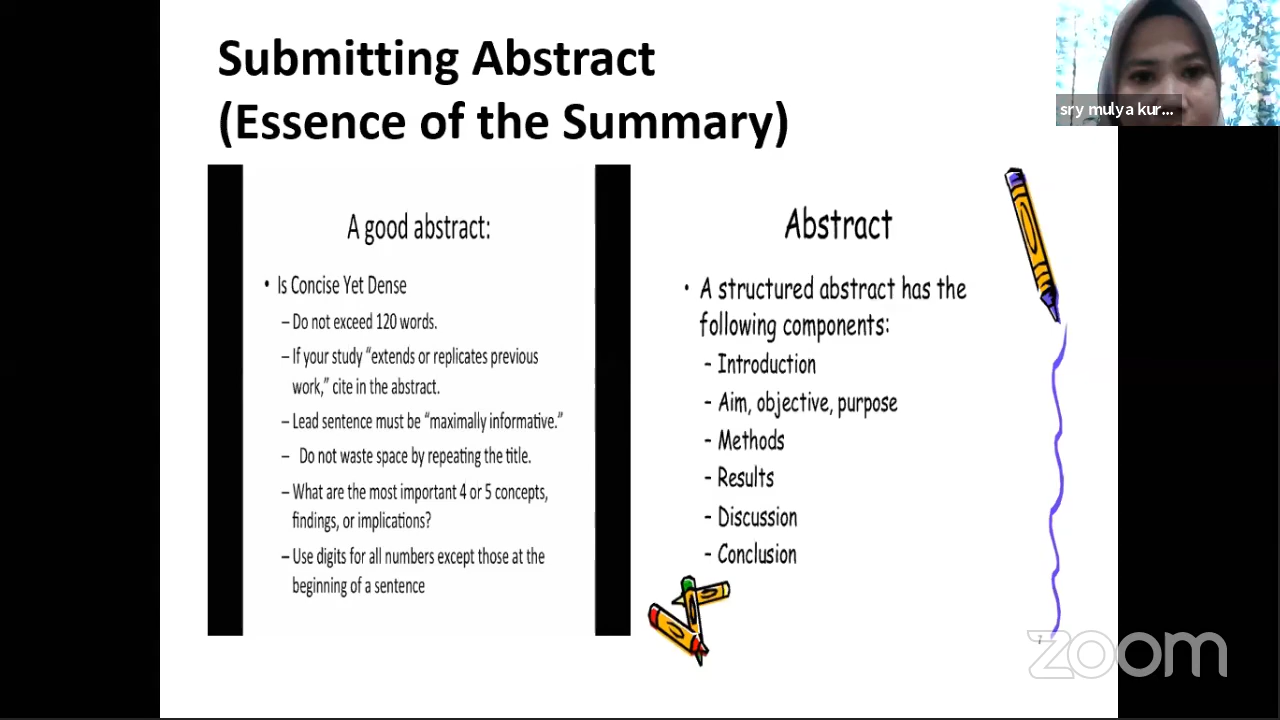 Submitting Abstract
(Essence of the Summary)
sry mulya kur...
A good abstract:
• Is Concise Yet Dense
– Do not exceed 120 words.
– If your study “extends or replicates previous
work,” cite in the abstract.
– Lead sentence must be “maximally informative.”
– Do not waste space by repeating the title.
– What are the most important 4 or 5 concepts,
findings, or implications?
– Use digits for all numbers except those at the
beginning of a sentence
Abstract
• A structured abstract has the
following components:
- Introduction
- Aim, objective, purpose
- Methods
- Results
- Discussion
- Conclusion
zoom